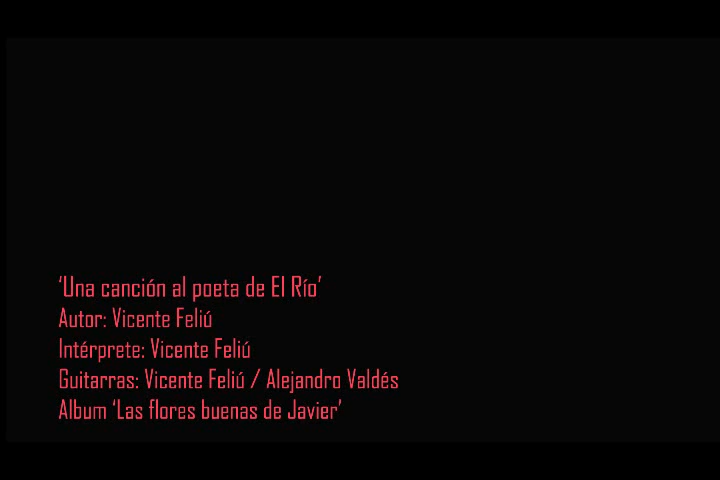 ‘Una canción al poeta de El Río’
Autor: Vicente Feliú
Intérprete: Vicente Feliú
Guitarras: Vicente Feliú / Alejandro Valdés
Album ‘Las flores buenas de Javier’